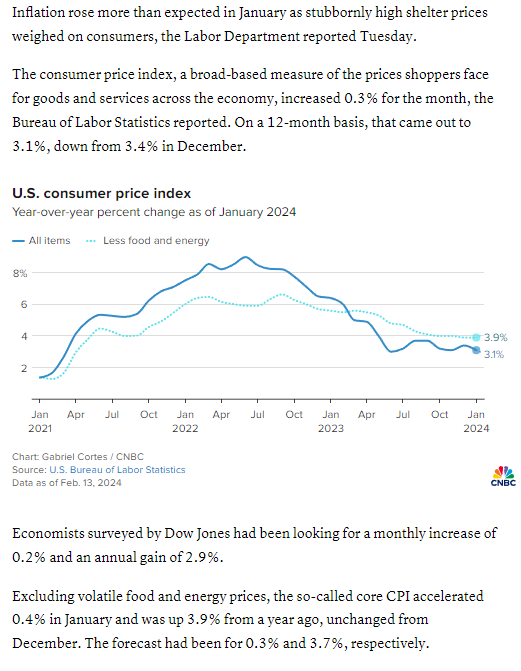 Inflation rose more than expected in January as stubbornly high shelter prices
weighed on consumers, the Labor Department reported Tuesday.
The consumer price index, a broad-based measure of the prices shoppers face
for goods and services across the economy, increased 0.3% for the month, the
Bureau of Labor Statistics reported. On a 12-month basis, that came out to
3.1%, down from 3.4% in December.
U.S. consumer price index
Year-over-year percent change as of January 2024
All items Less food and energy
8%
6
4
2
3.9%
3.1%
Jan Apr Jul Oct Jan Apr Jul Oct Jan Apr Jul Oct Jan
2021 2022 2023 2024
Chart: Gabriel Cortes / CNBC
Source: U.S. Bureau of Labor Statistics
Data as of Feb. 13, 2024
CNBC
Economists surveyed by Dow Jones had been looking for a monthly increase of
0.2% and an annual gain of 2.9%.
Excluding volatile food and energy prices, the so-called core CPI accelerated
0.4% in January and was up 3.9% from a year ago, unchanged from
December. The forecast had been for 0.3% and 3.7%, respectively.